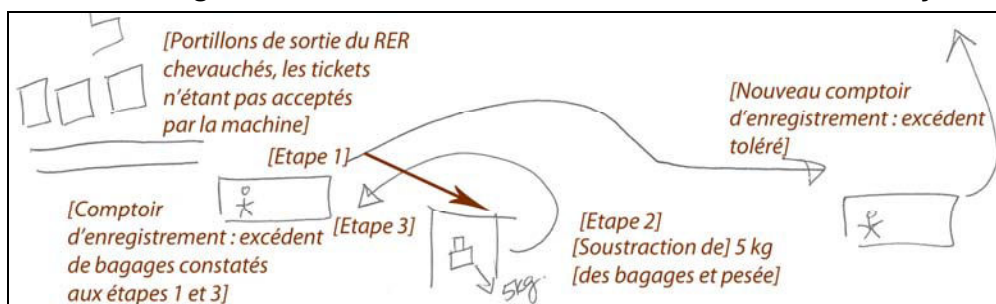 [Portillons de sortie du RER
chevauchés, les tickets
n'étant pas acceptés
par la machine]
[Etape 1]
[Comptoir
d'enregistrement : excédent
de bagages constatés
aux étapes 1 et 3]
[Etape 3]
[Etape 2]
[Soustraction de] 5 kg
[des bagages et pesée]
5kg.
[Nouveau comptoir
d'enregistrement : excédent
toléré]